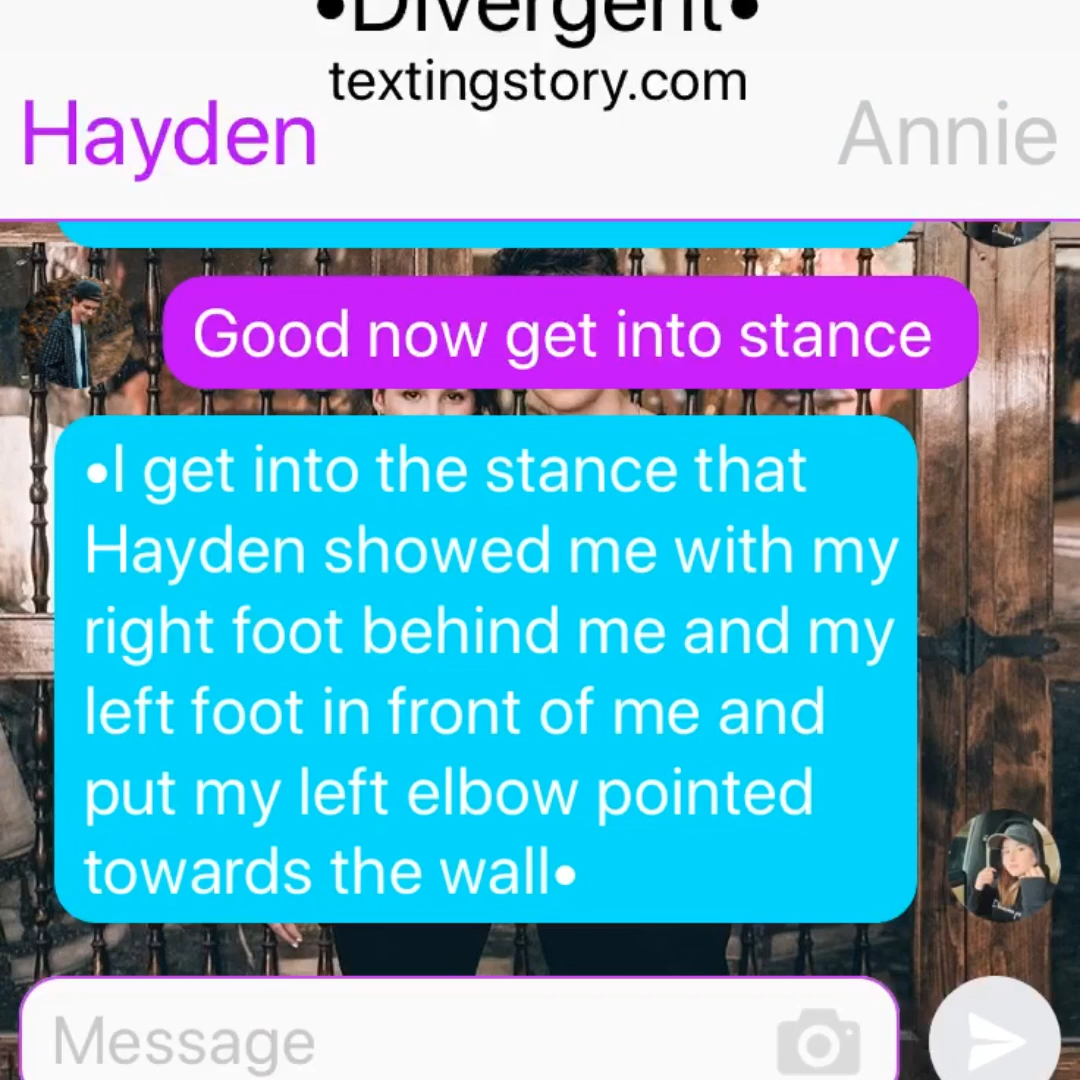 •Divergent•
textingstory.com
Hayden
Annie
Good now get into stance
•I get into the stance that
Hayden showed me with my
right foot behind me and my
left foot in front of me and
put my left elbow pointed
towards the wall•
Message